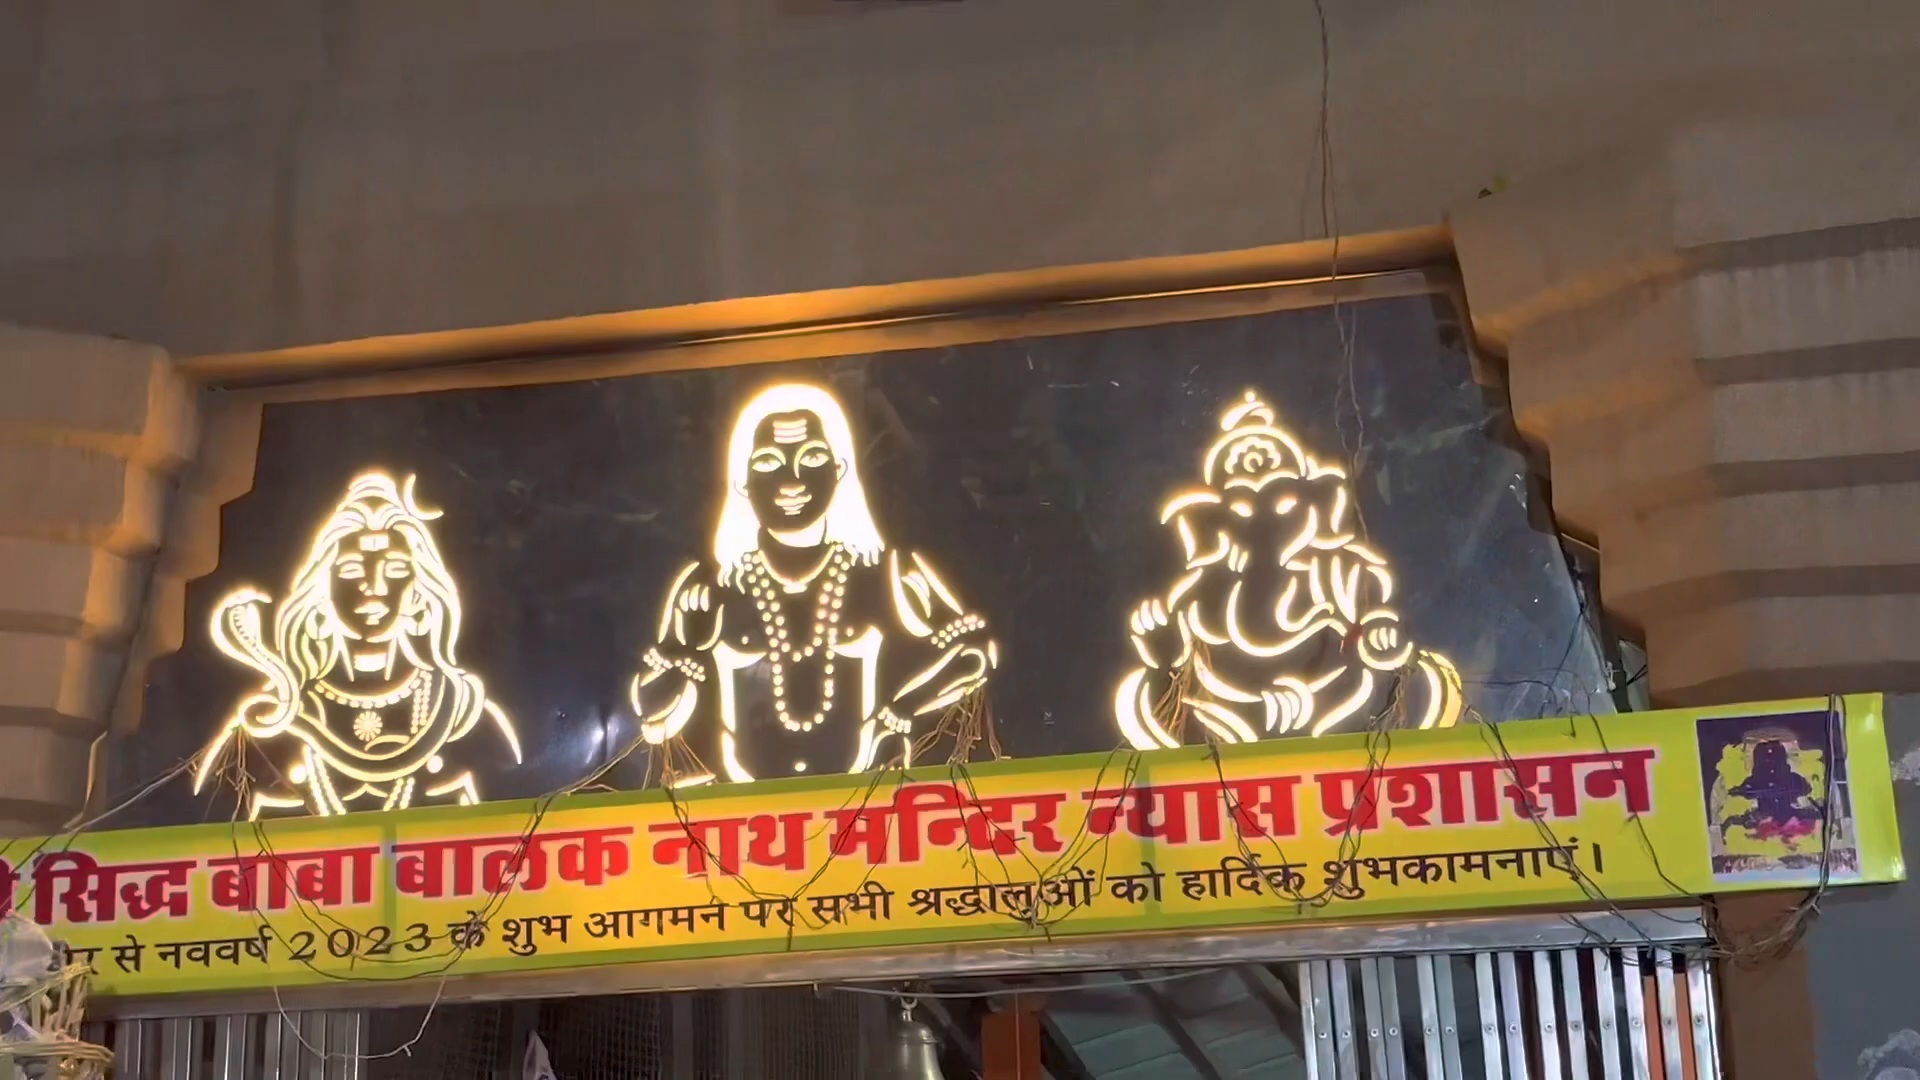 सिद्ध बाबा बालक नाथ मन्दिर न्यास प्रशासन
से नववर्ष 2023 के शुभ आगमन पर सभी श्रद्धालुओं को हार्दिक शुभकामनाएं।